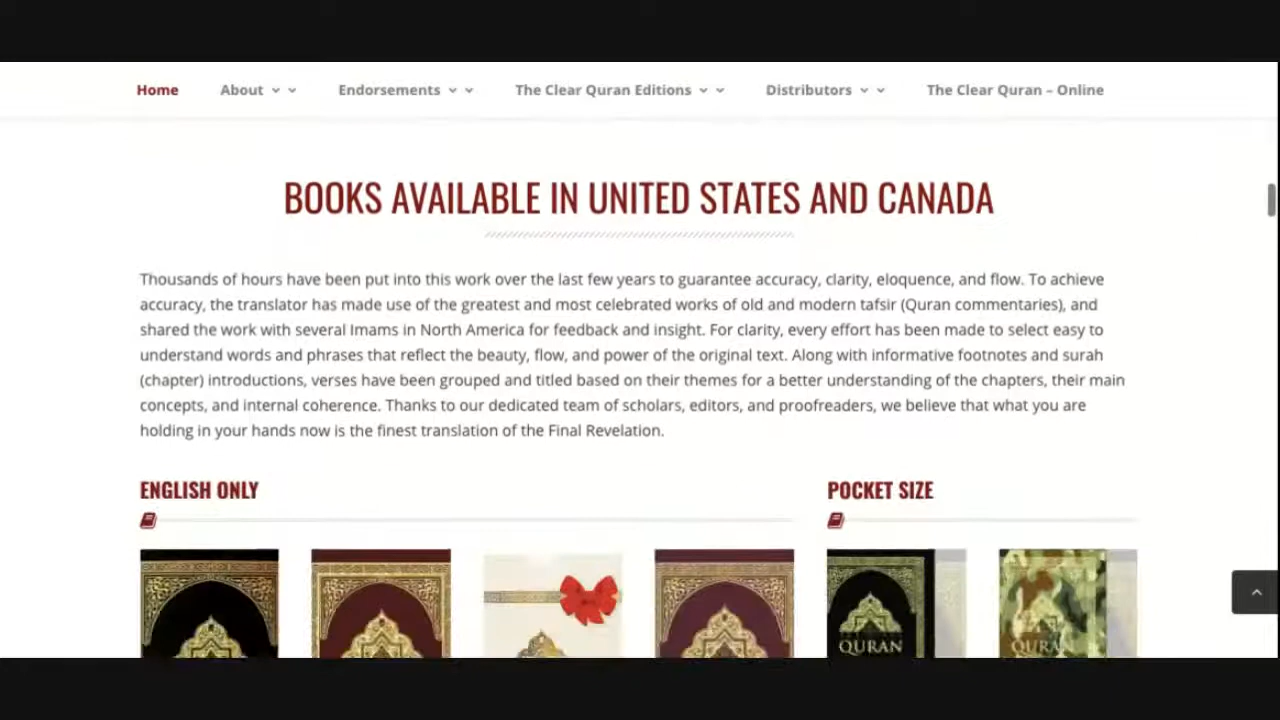 Home About Endorsements The Clear Quran Editions Distributors The Clear Quran – Online
BOOKS AVAILABLE IN UNITED STATES AND CANADA
Thousands of hours have been put into this work over the last few years to guarantee accuracy, clarity, eloquence, and flow. To achieve
accuracy, the translator has made use of the greatest and most celebrated works of old and modern tafsir (Quran commentaries), and
shared the work with several Imams in North America for feedback and insight. For clarity, every effort has been made to select easy to
understand words and phrases that reflect the beauty, flow, and power of the original text. Along with informative footnotes and surah
(chapter) introductions, verses have been grouped and titled based on their themes for a better understanding of the chapters, their main
concepts, and internal coherence. Thanks to our dedicated team of scholars, editors, and proofreaders, we believe that what you are
holding in your hands now is the finest translation of the Final Revelation.
ENGLISH ONLY
POCKET SIZE
QURAN
QURAN